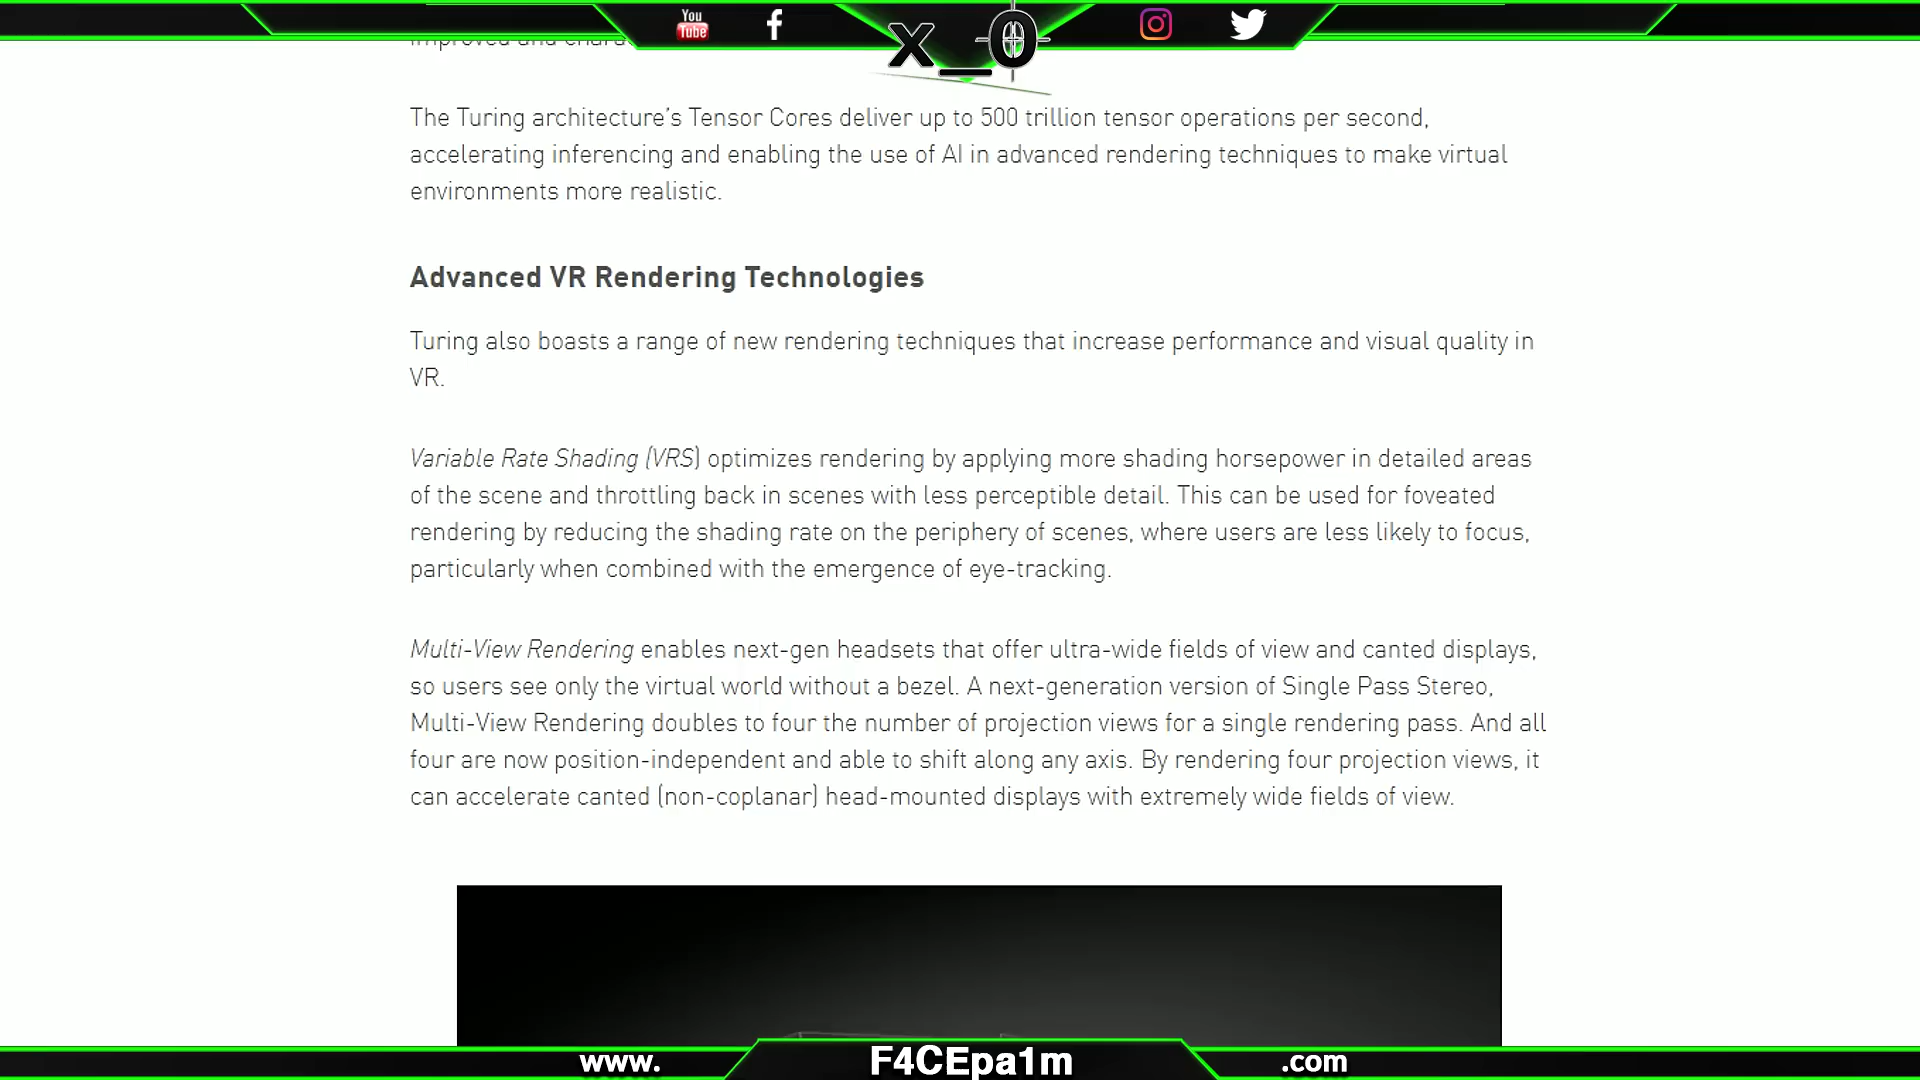 You
Tube
x_0
The Turing architecture’s Tensor Cores deliver up to 500 trillion tensor operations per second,
accelerating inferencing and enabling the use of AI in advanced rendering techniques to make virtual
environments more realistic.
Advanced VR Rendering Technologies
Turing also boasts a range of new rendering techniques that increase performance and visual quality in
VR.
Variable Rate Shading (VRS) optimizes rendering by applying more shading horsepower in detailed areas
of the scene and throttling back in scenes with less perceptible detail. This can be used for foveated
rendering by reducing the shading rate on the periphery of scenes, where users are less likely to focus,
particularly when combined with the emergence of eye-tracking.
Multi-View Rendering enables next-gen headsets that offer ultra-wide fields of view and canted displays,
so users see only the virtual world without a bezel. A next-generation version of Single Pass Stereo,
Multi-View Rendering doubles to four the number of projection views for a single rendering pass. And all
four are now position-independent and able to shift along any axis. By rendering four projection views, it
can accelerate canted (non-coplanar) head-mounted displays with extremely wide fields of view.
www. F4CEpa1m .com